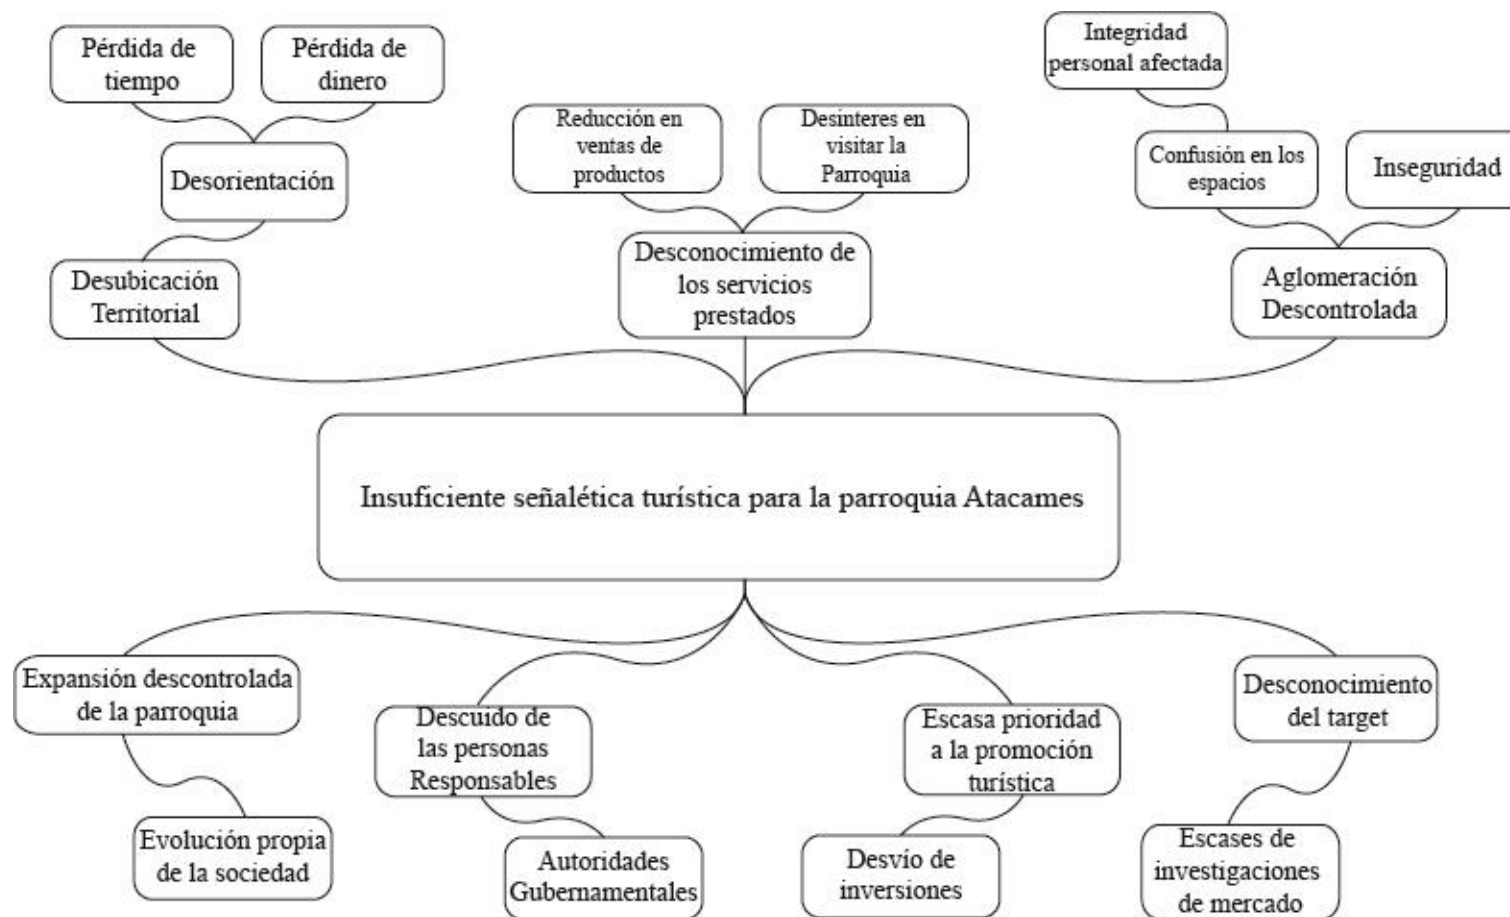 Pérdida de
tiempo
Pérdida de
dinero
Integridad
personal afectada
Reducción en
ventas de
productos
Desinteres en
visitar la
Parroquia
Confusión en los
espacios
Inseguridad
Desorientación
Desubicación
Territorial
Desconocimiento de
los servicios
prestados
Aglomeración
Descontrolada
Insuficiente señalética turística para la parroquia Atacames
Expansión descontrolada
de la parroquia
Descuido de
las personas
Responsables
Escasa prioridad
a la promoción
turística
Desconocimiento
del target
Evolución propia
de la sociedad
Autoridades
Gubernamentales
Desvío de
inversiones
Escases de
investigaciones
de mercado